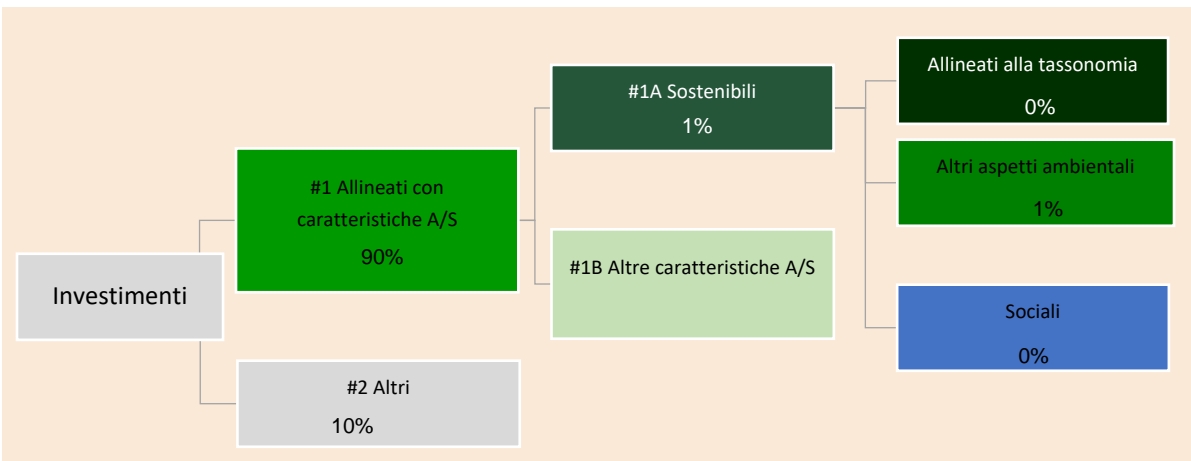 Investimenti
#1 Allineati con
caratteristiche A/S
90%
#2 Altri
10%
#1A Sostenibili
1%
#1B Altre caratteristiche A/S
Allineati alla tassonomia
0%
Altri aspetti ambientali
1%
Sociali
0%